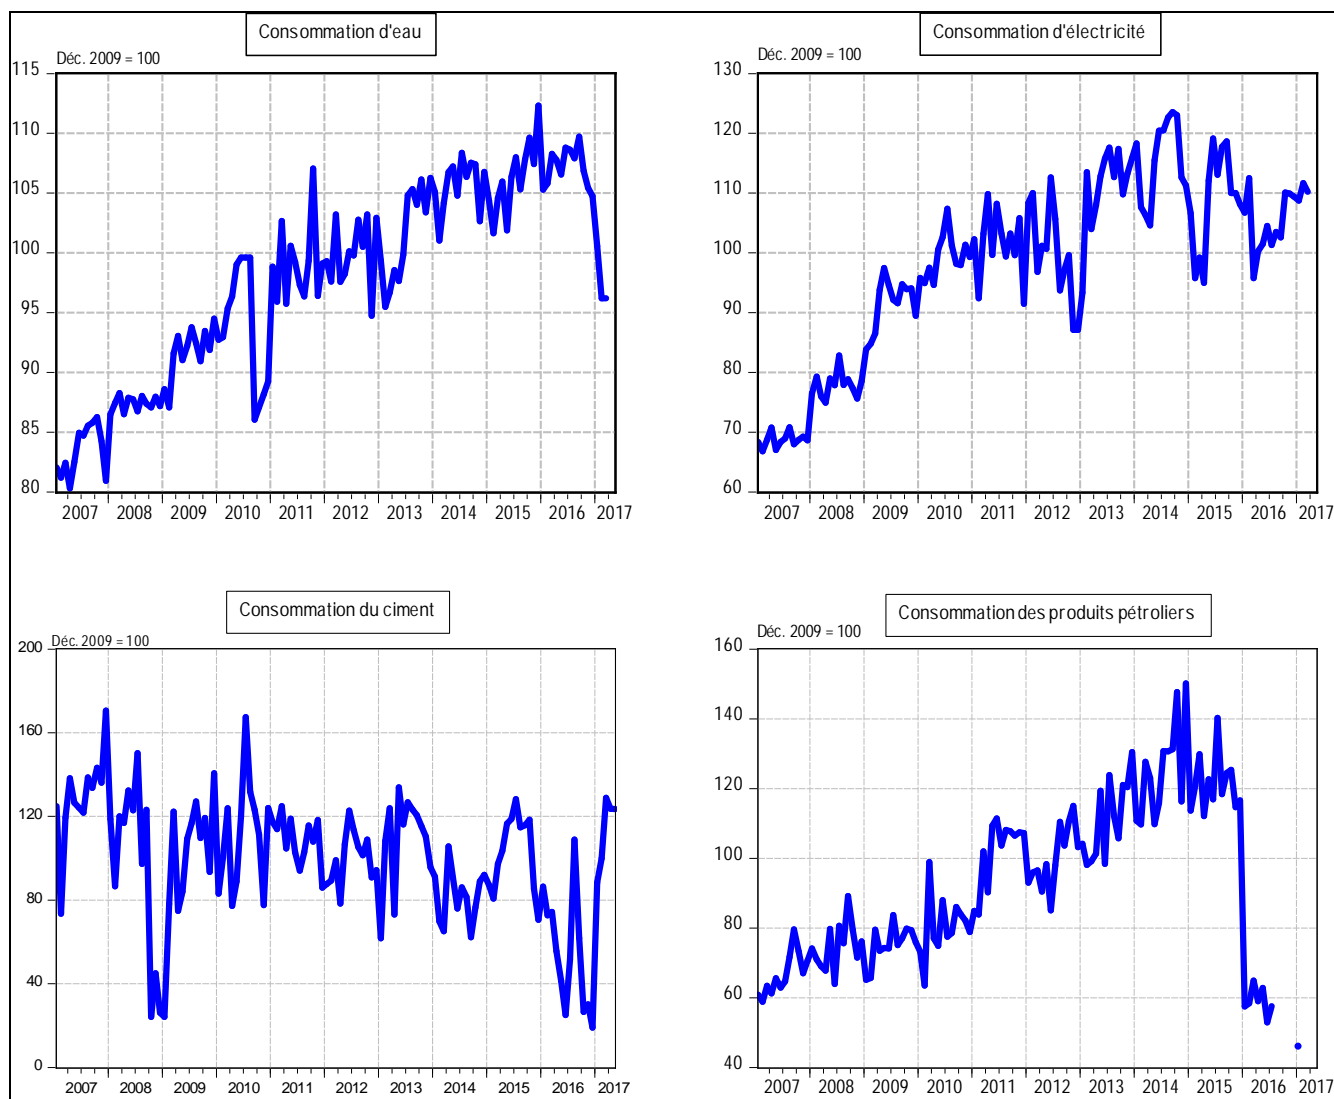 Consommation d'eau
Déc. 2009 = 100
115
110
105
100
95
90
85
80
2007 2008 2009 2010 2011 2012 2013 2014 2015 2016 2017
Consommation d'électricité
Déc. 2009 = 100
130
120
110
100
90
80
70
60
2007 2008 2009 2010 2011 2012 2013 2014 2015 2016 2017
Consommation du ciment
Déc. 2009 = 100
200
160
120
80
40
0
2007 2008 2009 2010 2011 2012 2013 2014 2015 2016 2017
Consommation des produits pétroliers
Déc. 2009 = 100
160
140
120
100
80
60
40
2007 2008 2009 2010 2011 2012 2013 2014 2015 2016 2017